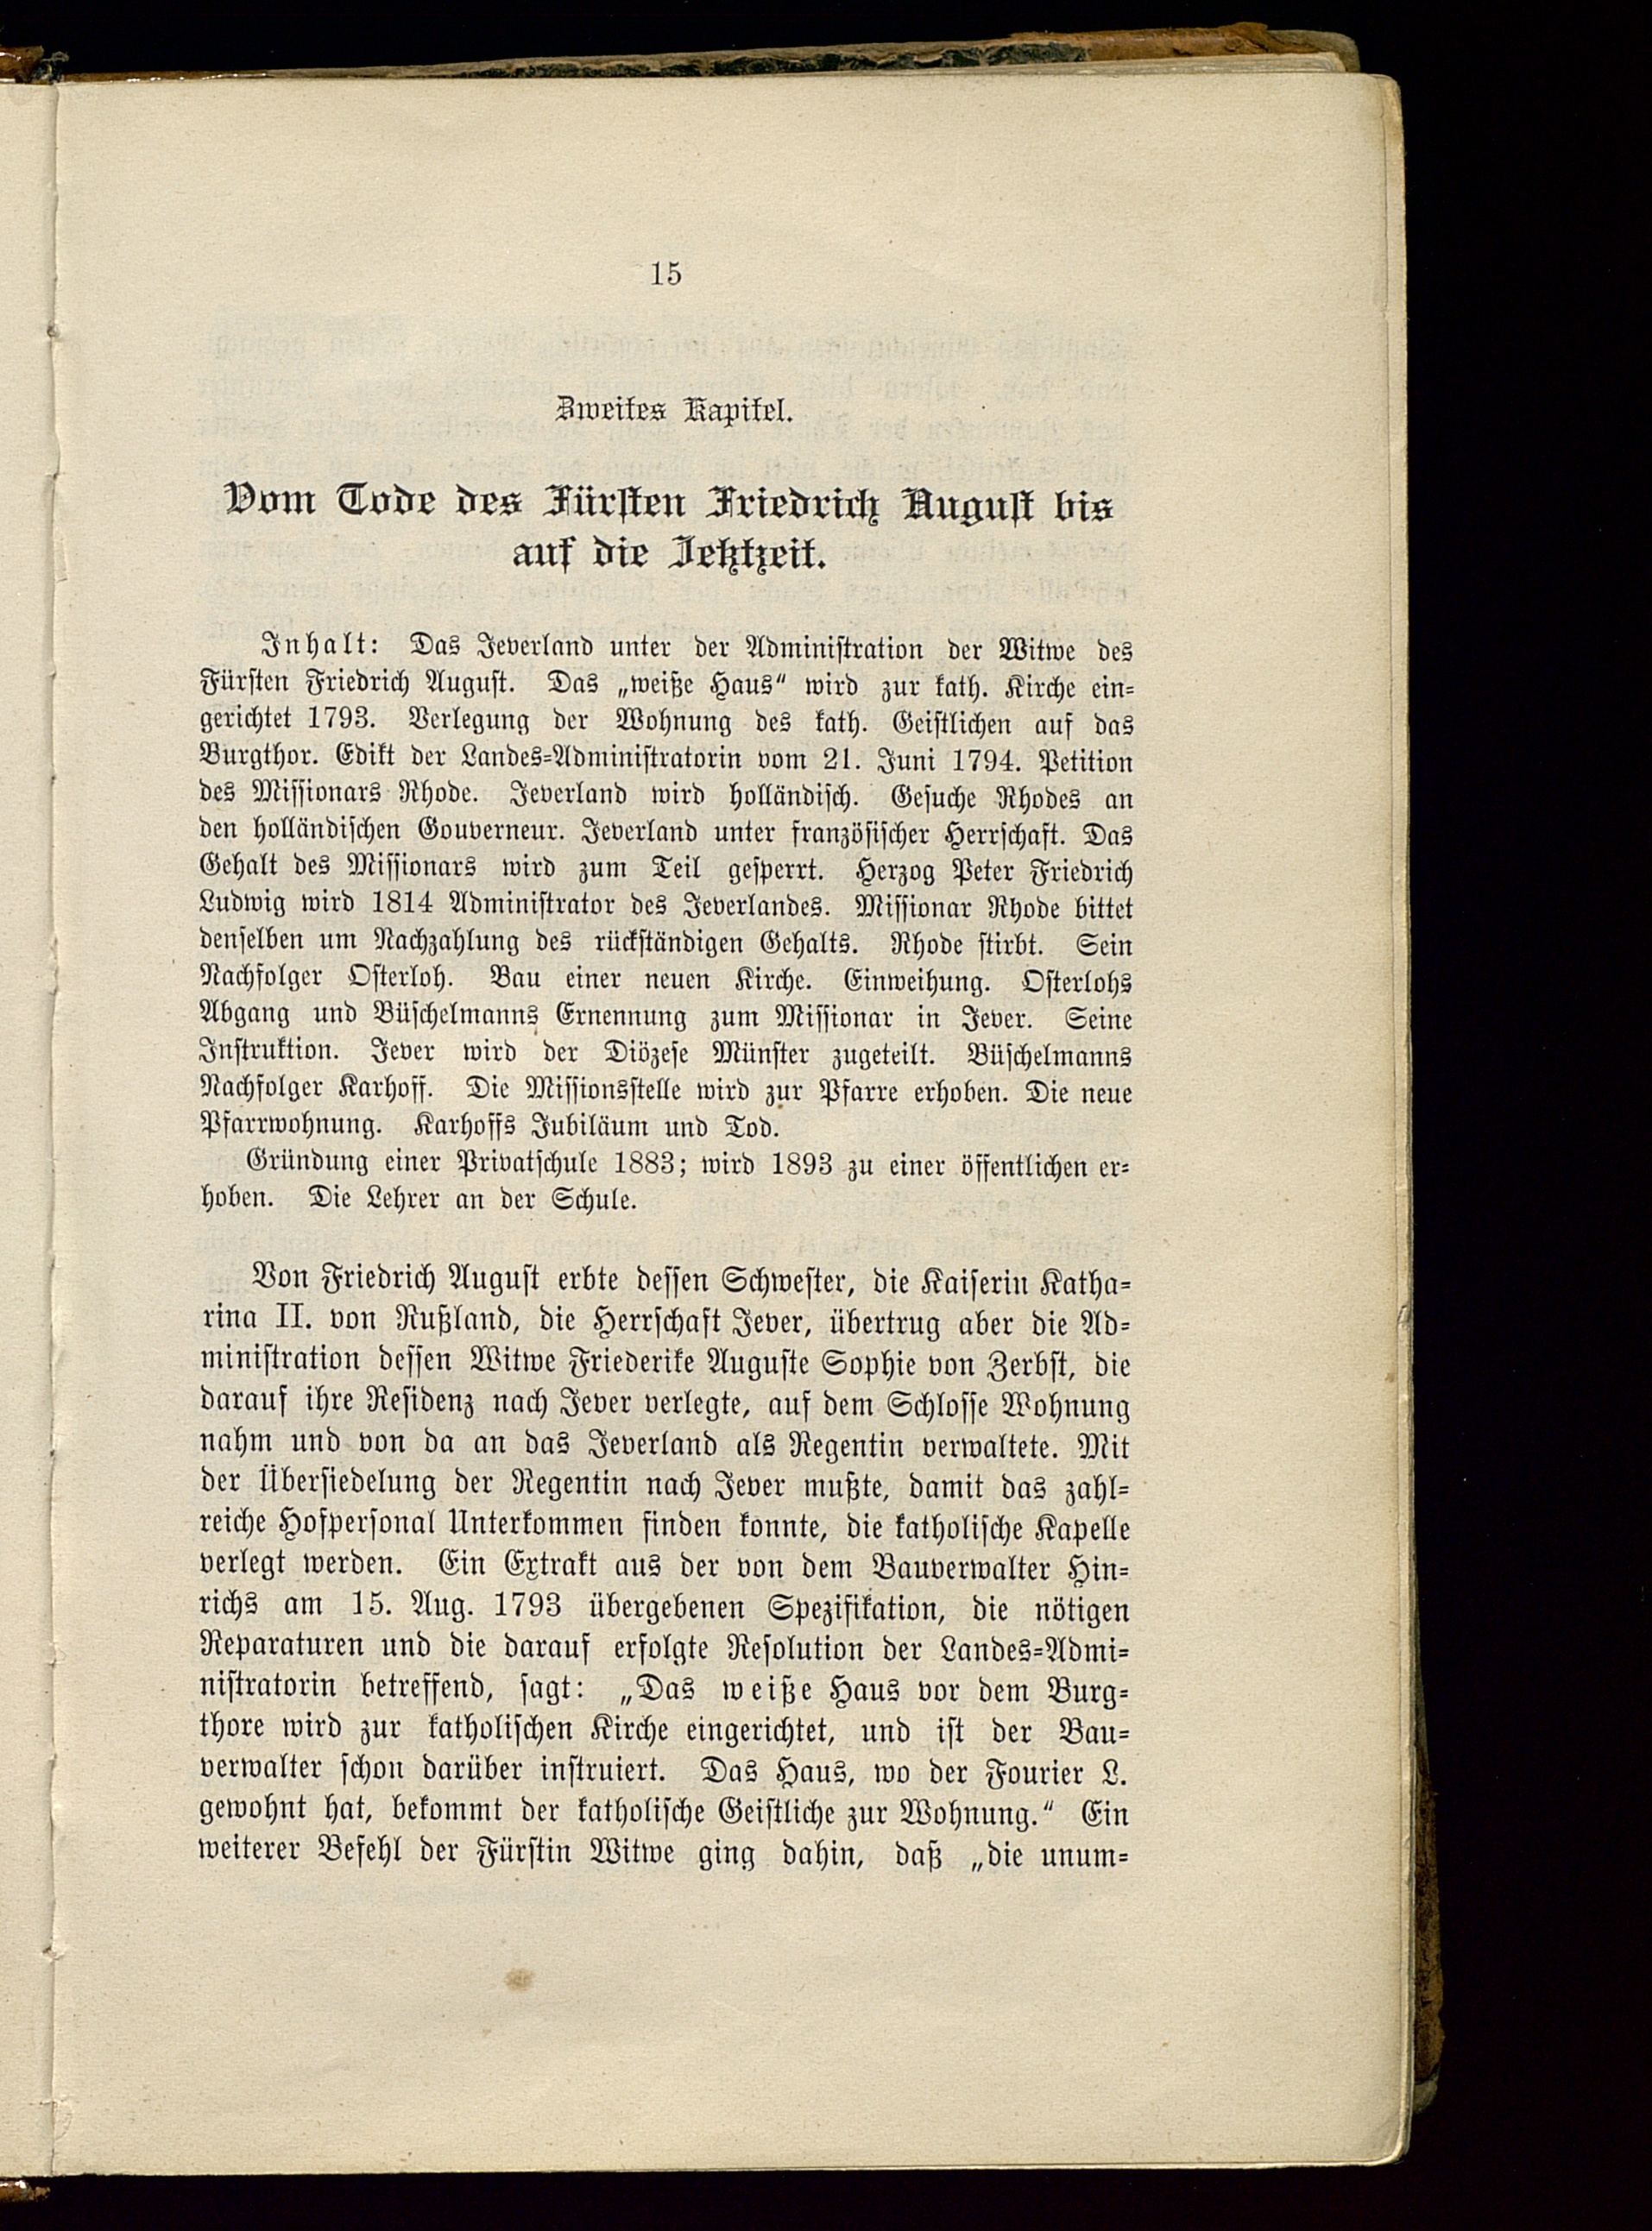 15
Zweites Kapitel.
Vom Tode des Fürsten Friedrich August bis
auf die Jetztzeit.
Inhalt: Das Jeverland unter der Administration der Witwe des
Fürsten Friedrich August. Das „weiße Haus“ wird zur kath. Kirche ein-
gerichtet 1793. Verlegung der Wohnung des kath. Geistlichen auf das
Burgthor. Edikt der Landes-Administratorin vom 21. Juni 1794. Petition
des Missionars Rhode. Jeverland wird holländisch. Gesuche Rhodes an
den holländischen Gouverneur. Jeverland unter französischer Herrschaft. Das
Gehalt des Missionars wird zum Teil gesperrt. Herzog Peter Friedrich
Ludwig wird 1814 Administrator des Jeverlandes. Missionar Rhode bittet
denselben um Nachzahlung des rückständigen Gehalts. Rhode stirbt. Sein
Nachfolger Osterloh. Bau einer neuen Kirche. Einweihung. Osterlohs
Abgang und Büschelmanns Ernennung zum Missionar in Jever. Seine
Instruktion. Jever wird der Diözese Münster zugeteilt. Büschelmanns
Nachfolger Karhoff. Die Missionsstelle wird zur Pfarre erhoben. Die neue
Pfarrwohnung. Karhoffs Jubiläum und Tod.
Gründung einer Privatschule 1883; wird 1893 zu einer öffentlichen er-
hoben. Die Lehrer an der Schule.
Von Friedrich August erbte dessen Schwester, die Kaiserin Katha-
rina II. von Rußland, die Herrschaft Jever, übertrug aber die Ad-
ministration dessen Witwe Friederike Auguste Sophie von Zerbst, die
darauf ihre Residenz nach Jever verlegte, auf dem Schlosse Wohnung
nahm und von da an das Jeverland als Regentin verwaltete. Mit
der Übersiedelung der Regentin nach Jever mußte, damit das zahl-
reiche Hofpersonal Unterkommen finden konnte, die katholische Kapelle
verlegt werden. Ein Extrakt aus der von dem Bauverwalter Hin-
richs am 15. Aug. 1793 übergebenen Spezifikation, die nötigen
Reparaturen und die darauf erfolgte Resolution der Landes-Admi-
nistratorin betreffend, sagt: „Das weiße Haus vor dem Burg-
thore wird zur katholischen Kirche eingerichtet, und ist der Bau-
verwalter schon darüber instruiert. Das Haus, wo der Fourier L.
gewohnt hat, bekommt der katholische Geistliche zur Wohnung.“ Ein
weiterer Befehl der Fürstin Witwe ging dahin, daß „die unum-